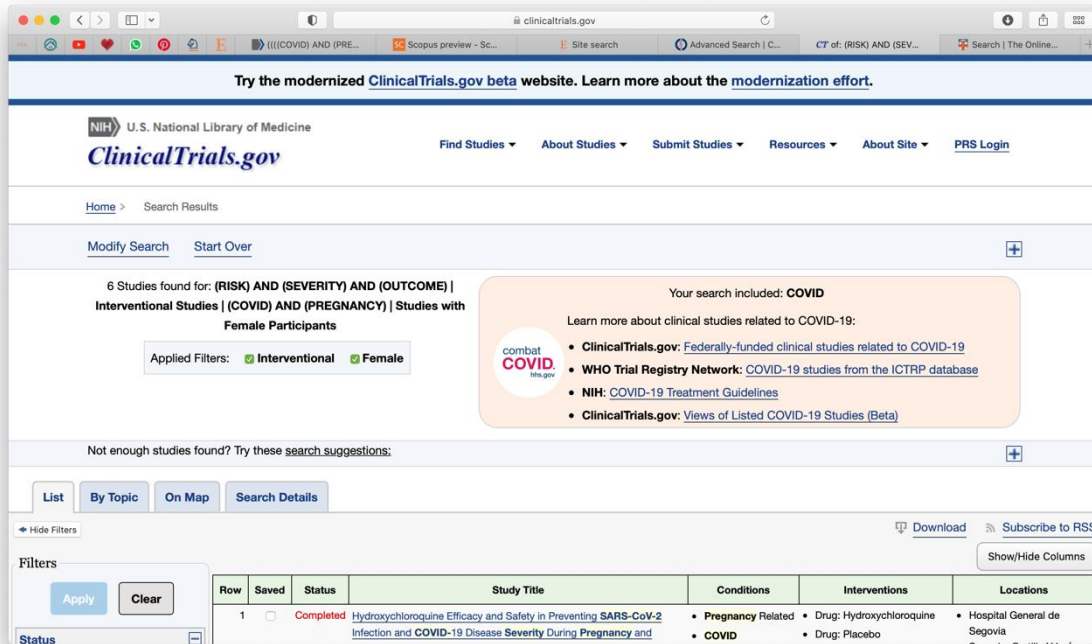 clinicaltrials.gov
((((COVID) AND (PRE...
SC Scopus preview - Sc...
E Site search
Advanced Search | C...
CT of: (RISK) AND (SEV...
Search | The Online...
Try the modernized ClinicalTrials.gov beta website. Learn more about the modernization effort.
NIH U.S. National Library of Medicine
ClinicalTrials.gov
Find Studies
About Studies
Submit Studies
Resources
About Site
PRS Login
Home > Search Results
Modify Search
Start Over
6 Studies found for: (RISK) AND (SEVERITY) AND (OUTCOME) |
Interventional Studies | (COVID) AND (PREGNANCY) | Studies with
Female Participants
Applied Filters: Interventional Female
Your search included: COVID
Learn more about clinical studies related to COVID-19:
combat
COVID.
hhs.gov
• ClinicalTrials.gov: Federally-funded clinical studies related to COVID-19
• WHO Trial Registry Network: COVID-19 studies from the ICTRP database
• NIH: COVID-19 Treatment Guidelines
• ClinicalTrials.gov: Views of Listed COVID-19 Studies (Beta)
Not enough studies found? Try these search suggestions:
List
By Topic
On Map
Search Details
Hide Filters
Download
Subscribe to RSS
Show/Hide Columns
Filters
Apply
Clear
Status
Row Saved Status Study Title Conditions Interventions Locations
1 Completed Hydroxychloroquine Efficacy and Safety in Preventing SARS-CoV-2
Infection and COVID-19 Disease Severity During Pregnancy and
• Pregnancy Related
• COVID
• Drug: Hydroxychloroquine
• Drug: Placebo
• Hospital General de
Segovia